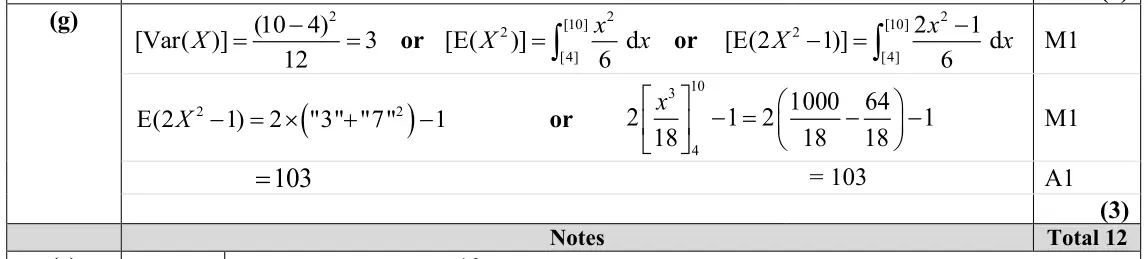 (g) [Var(X)] = (10 − 4)²/12 = 3 or [E(X²)] = ∫_[4]^[10] x²/6 dx or [E(2X² − 1)] = ∫_[4]^[10] (2x² − 1)/6 dx M1
E(2X² − 1) = 2 × ("3" + "7"²) − 1 or 2[x³/18]_4^10 − 1 = 2(1000/18 − 64/18) − 1 M1
= 103 = 103 A1
(3)
Notes Total 12